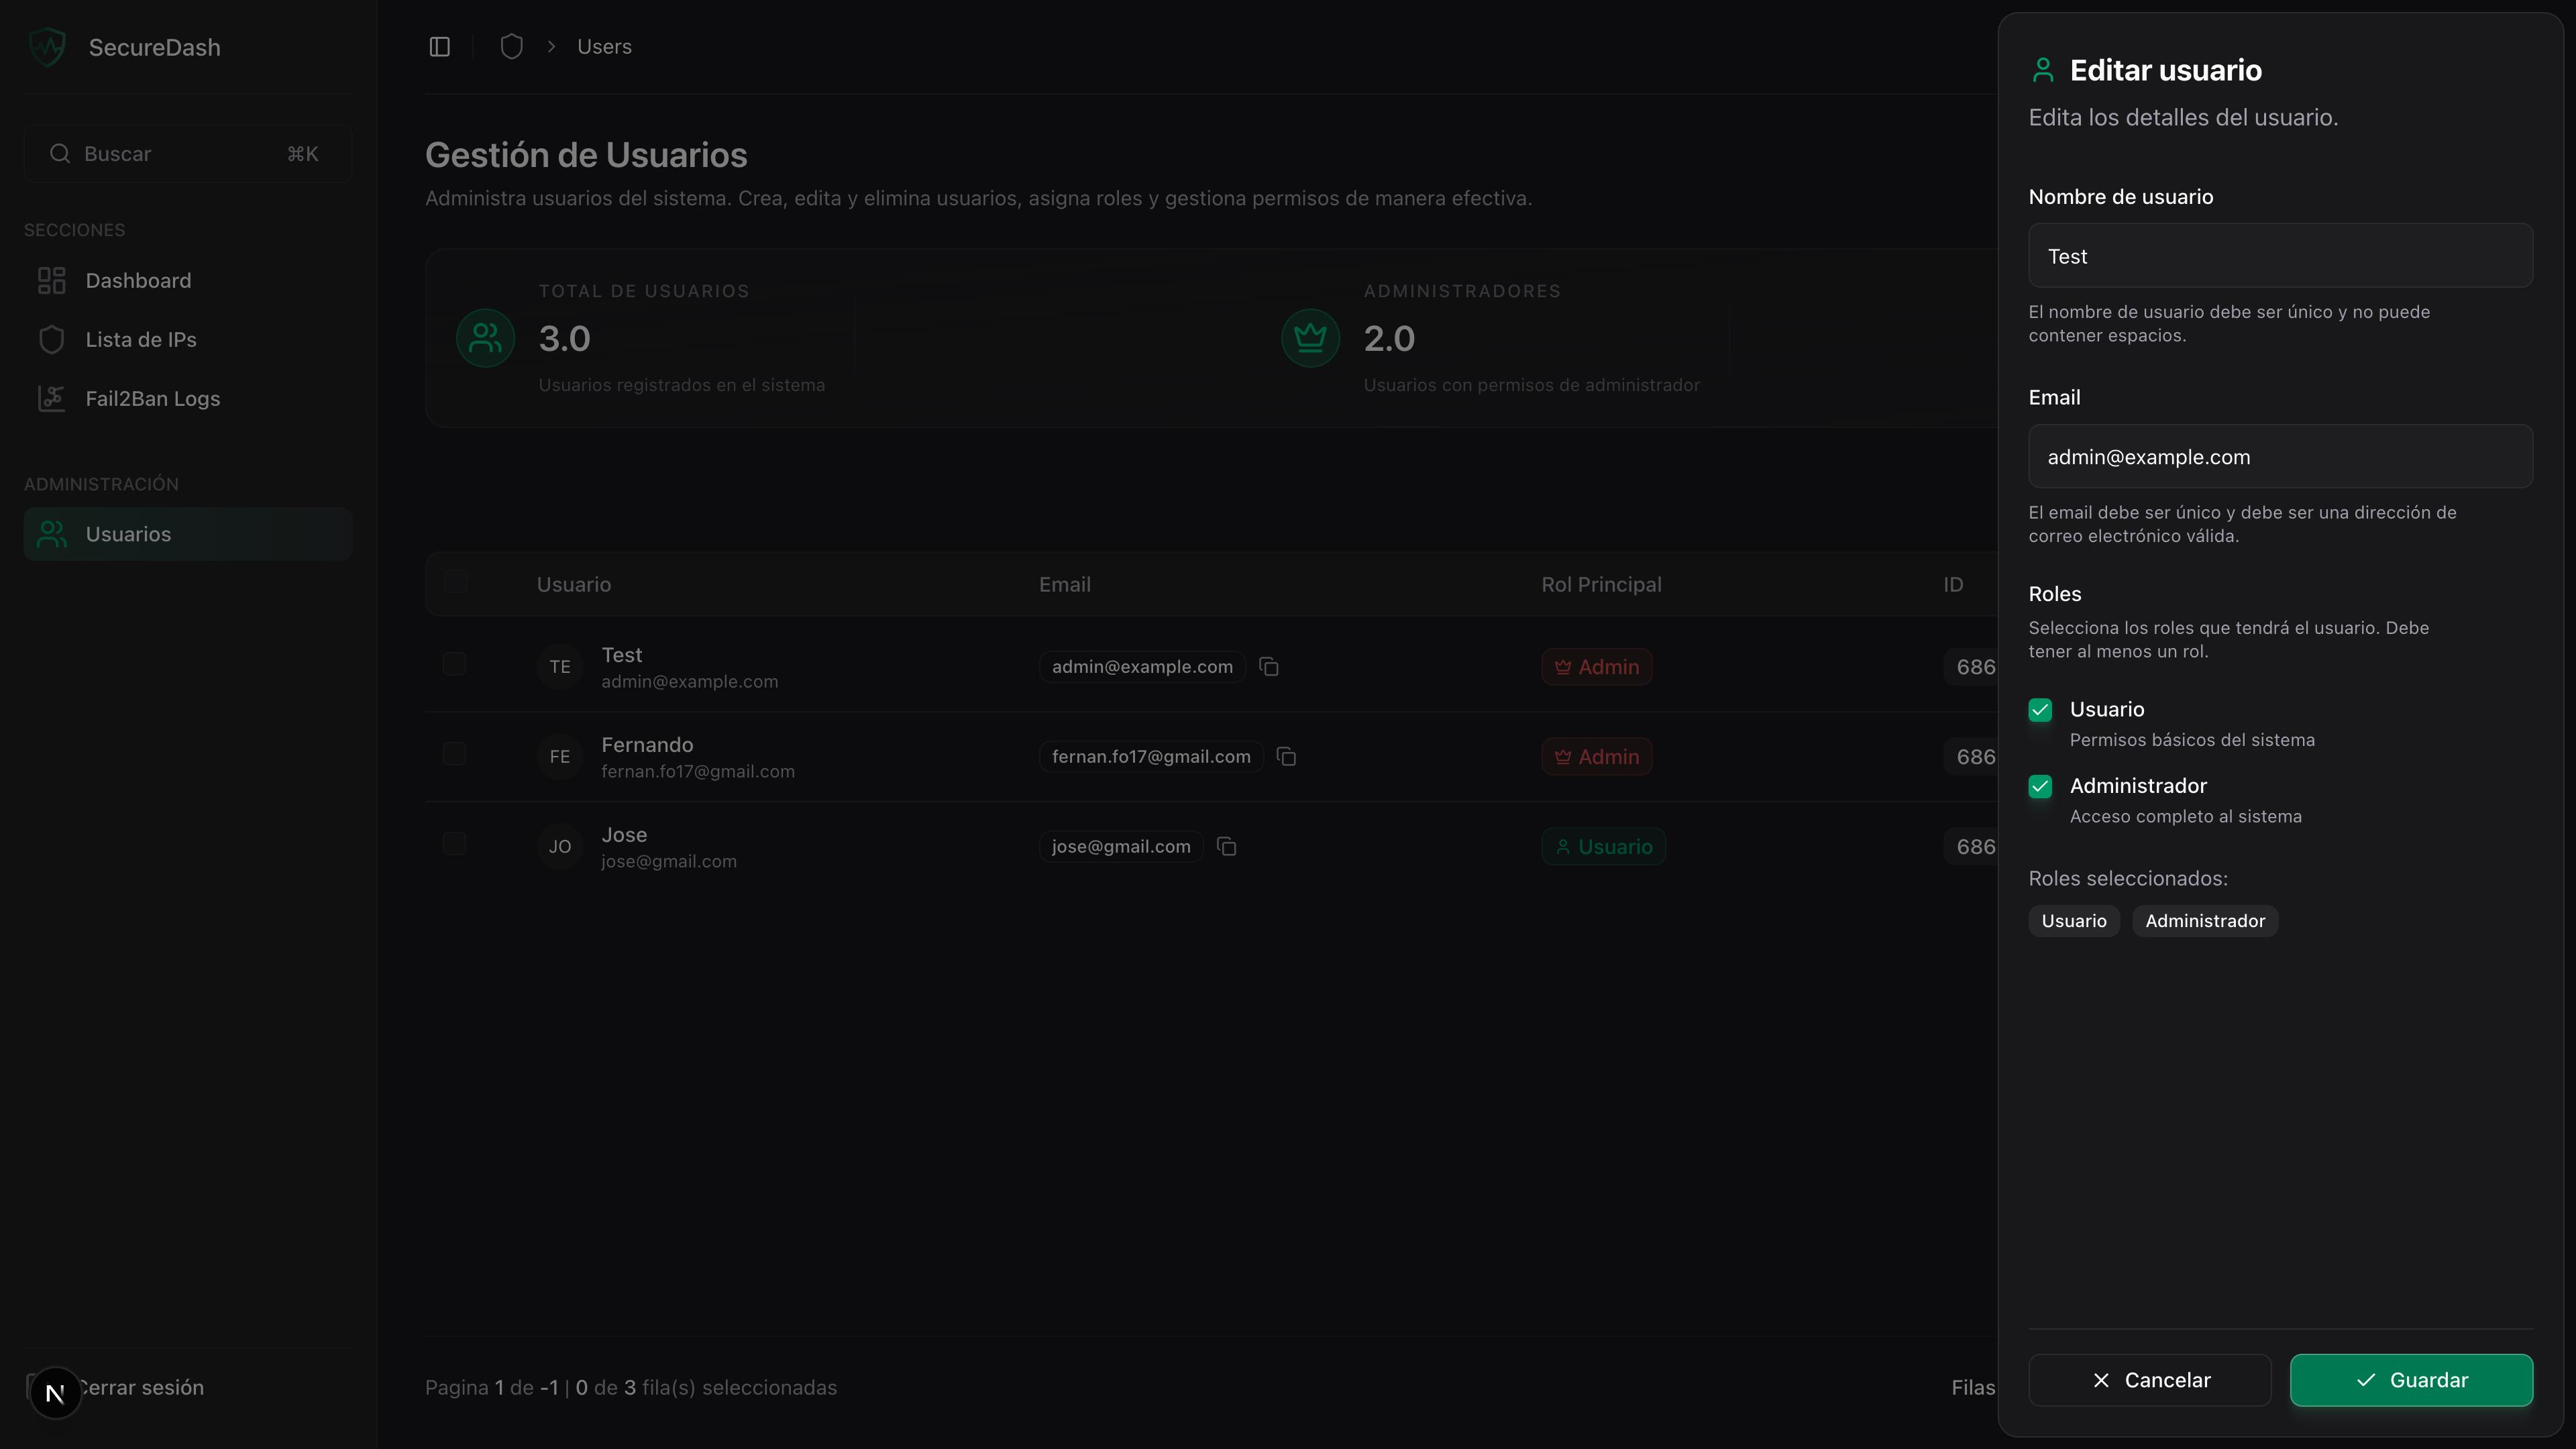 SecureDash
Buscar ⌘K
SECCIONES
Dashboard
Lista de IPs
Fail2Ban Logs
ADMINISTRACIÓN
Usuarios
N
Cerrar sesión
Users
Gestión de Usuarios
Administra usuarios del sistema. Crea, edita y elimina usuarios, asigna roles y gestiona permisos de manera efectiva.
TOTAL DE USUARIOS
3.0
Usuarios registrados en el sistema
ADMINISTRADORES
2.0
Usuarios con permisos de administrador
Usuario Email Rol Principal ID
TE Test admin@example.com Admin 686
admin@example.com
FE Fernando fernan.fo17@gmail.com Admin 686
fernan.fo17@gmail.com
JO Jose jose@gmail.com Usuario 686
jose@gmail.com
Pagina 1 de -1 | 0 de 3 fila(s) seleccionadas Filas
Editar usuario
Edita los detalles del usuario.
Nombre de usuario
Test
El nombre de usuario debe ser único y no puede
contener espacios.
Email
admin@example.com
El email debe ser único y debe ser una dirección de
correo electrónico válida.
Roles
Selecciona los roles que tendrá el usuario. Debe
tener al menos un rol.
Usuario
Permisos básicos del sistema
Administrador
Acceso completo al sistema
Roles seleccionados:
Usuario Administrador
Cancelar Guardar